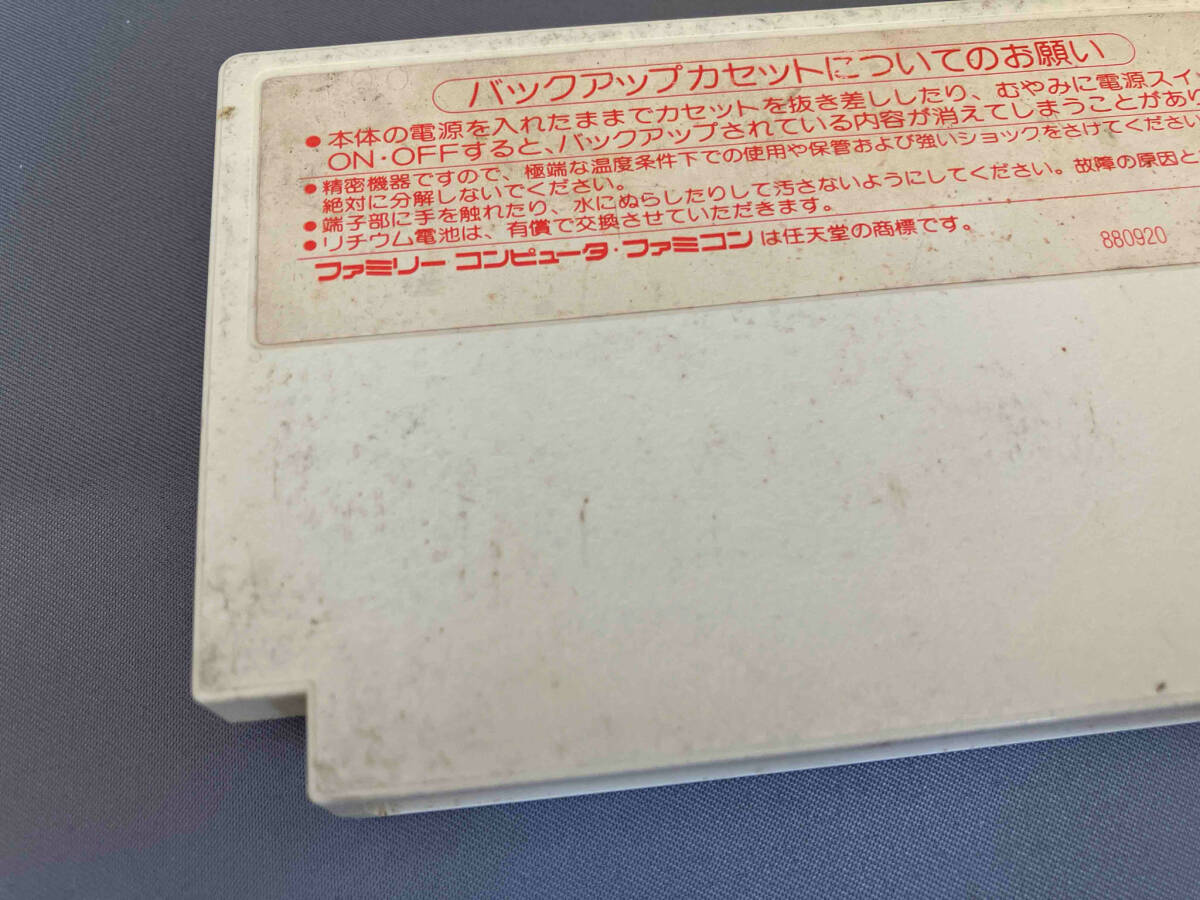 バックアップカセットについてのお願い
●本体の電源を入れたままでカセットを抜き差ししたり、むやみに電源スイ
ON・OFFすると、バックアップされている内容が消えてしまうことがあり
●精密機器ですので、極端な温度条件下での使用や保管および強いショックをさけてください
絶対に分解しないでください。
●端子部に手を触れたり、水にぬらしたりして汚さないようにしてください。故障の原因と
●リチウム電池は、有償で交換させていただきます。
ファミリーコンピュータ・ファミコンは任天堂の商標です。
880920